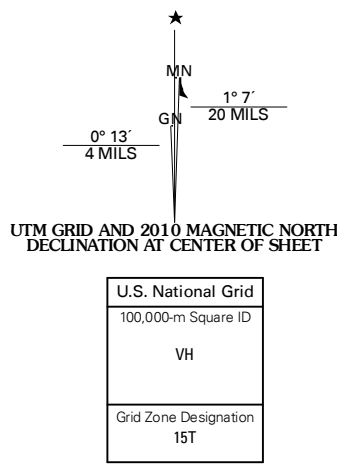 ★
MN
1° 7´
20 MILS
GN
0° 13´
4 MILS
UTM GRID AND 2010 MAGNETIC NORTH
DECLINATION AT CENTER OF SHEET
U.S. National Grid
100,000-m Square ID
VH
Grid Zone Designation
15T